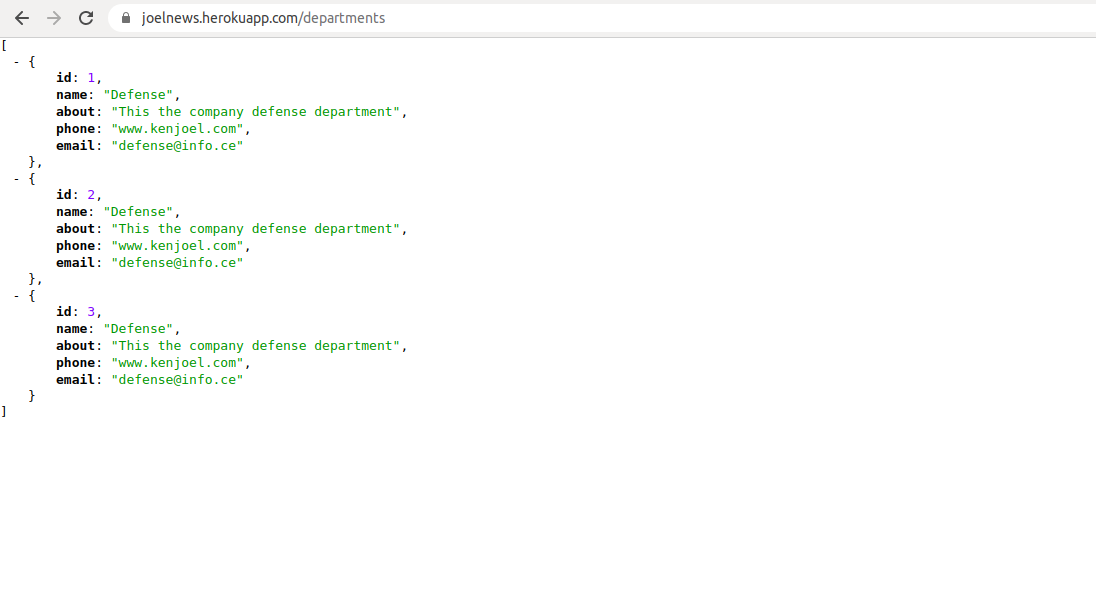 joelnews.herokuapp.com/departments
[
- {
id: 1,
name: "Defense",
about: "This the company defense department",
phone: "www.kenjoel.com",
email: "defense@info.ce"
},
- {
id: 2,
name: "Defense",
about: "This the company defense department",
phone: "www.kenjoel.com",
email: "defense@info.ce"
},
- {
id: 3,
name: "Defense",
about: "This the company defense department",
phone: "www.kenjoel.com",
email: "defense@info.ce"
}
]